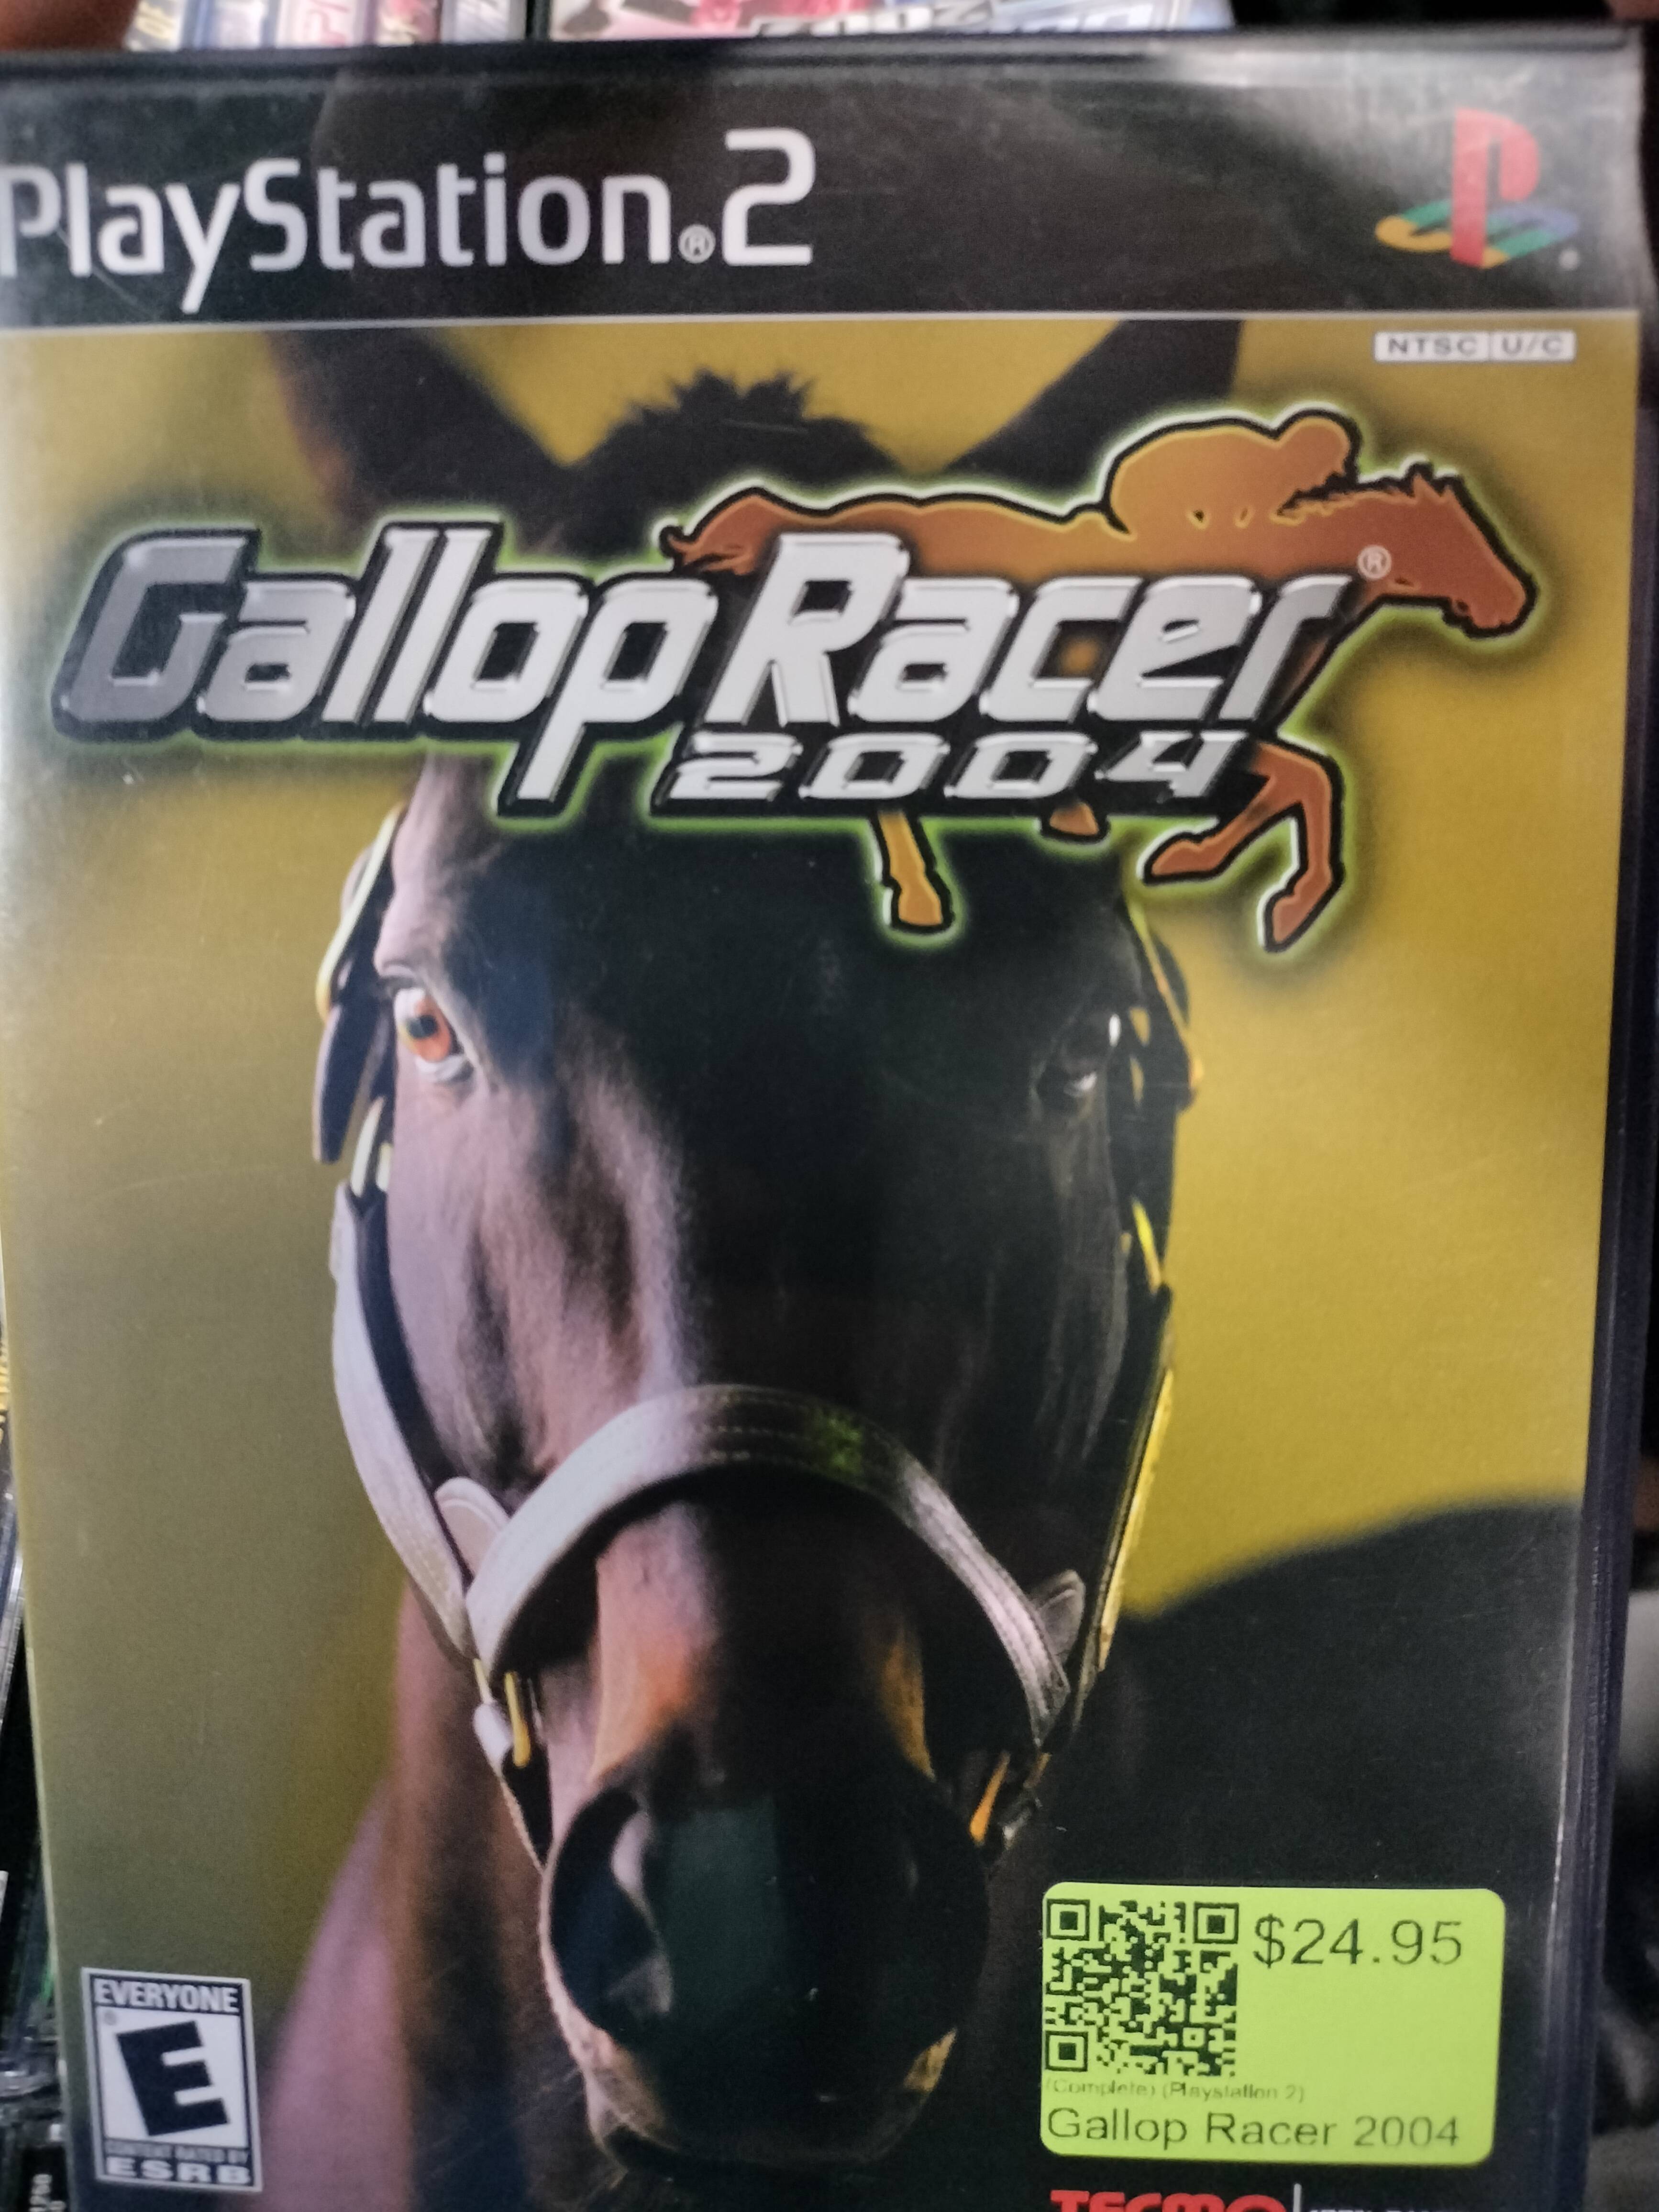 PlayStation®2
NTSC U/C
Gallop Racer®
2004
EVERYONE
E
CONTENT RATED BY
ESRB
$24.95
(Complete) (Playstation 2)
Gallop Racer 2004
TECMO